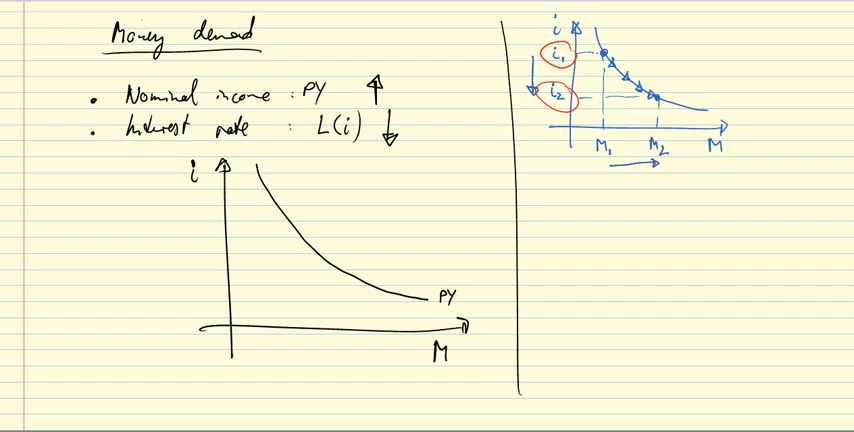 Money demand
• Nominal income : PY
• Interest rate : L(i)
i
PY
M
i
i₁
i₂
M₁ M₂ M